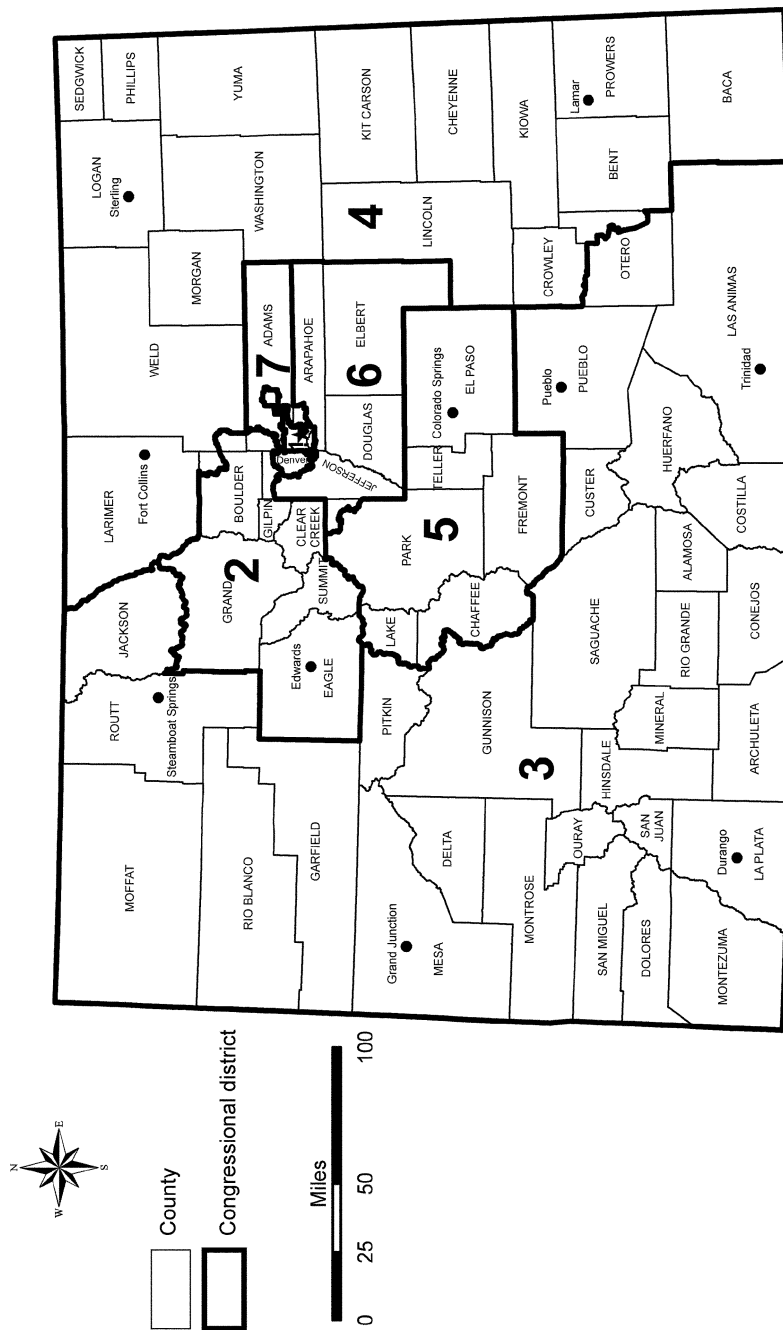 N
W
E
S
County
Congressional district
Miles
0
25
50
100
MOFFAT
ROUTT
Steamboat Springs
JACKSON
LARIMER
Fort Collins
WELD
LOGAN
Sterling
SEDGWICK
PHILLIPS
MORGAN
WASHINGTON
YUMA
RIO BLANCO
GRAND
2
BOULDER
GILPIN
CLEAR
CREEK
ADAMS
7
ARAPAHOE
Denver
1
JEFFERSON
GARFIELD
Edwards
EAGLE
SUMMIT
DOUGLAS
6
ELBERT
4
LINCOLN
KIT CARSON
CHEYENNE
KIOWA
Grand Junction
MESA
DELTA
PITKIN
LAKE
PARK
5
CHAFFEE
TELLER
Colorado Springs
EL PASO
FREMONT
GUNNISON
3
MONTROSE
OURAY
HINSDALE
SAGUACHE
CUSTER
Pueblo
PUEBLO
CROWLEY
OTERO
BENT
Lamar
PROWERS
BACA
SAN MIGUEL
DOLORES
SAN
JUAN
MINERAL
RIO GRANDE
ALAMOSA
HUERFANO
LAS ANIMAS
Trinidad
MONTEZUMA
Durango
LA PLATA
ARCHULETA
CONEJOS
COSTILLA